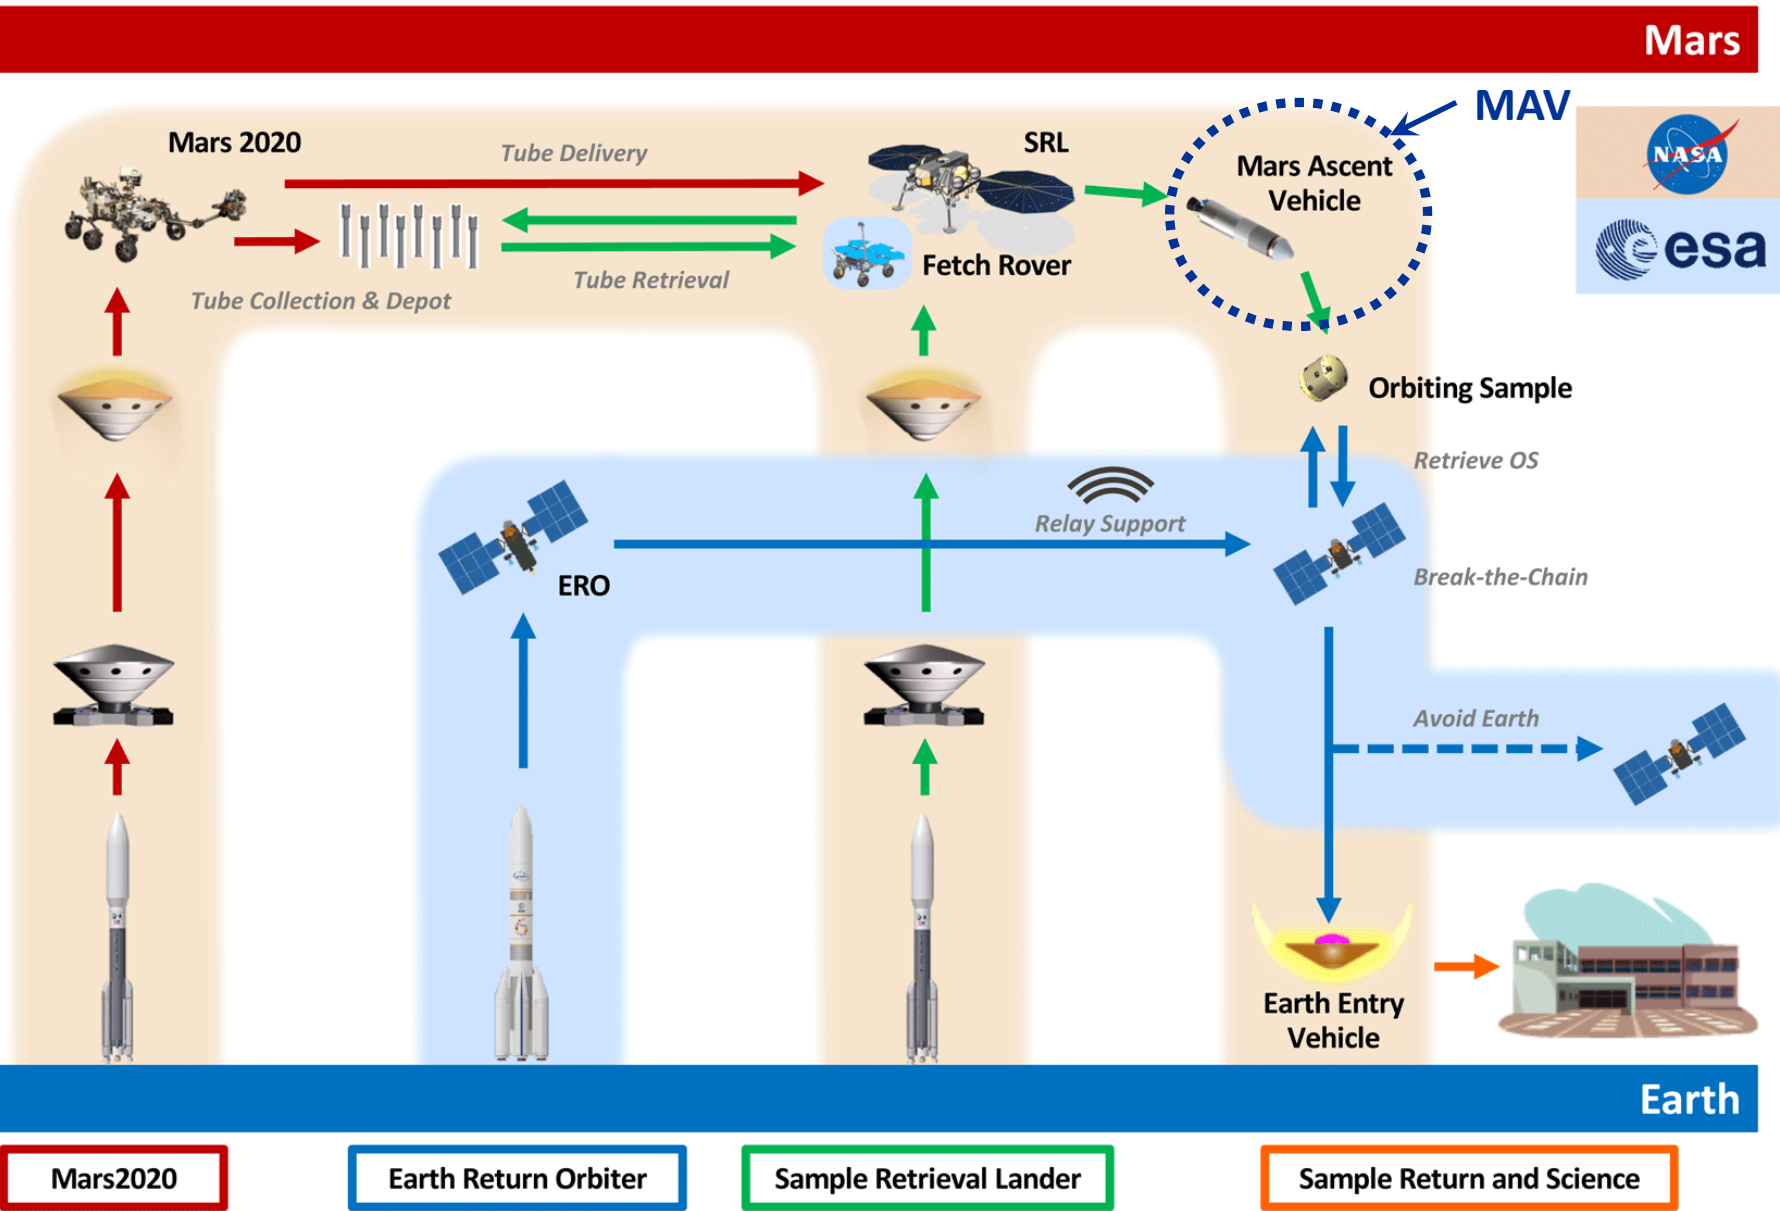 Mars
MAV
Mars 2020
Tube Delivery
SRL
Mars Ascent
Vehicle
NASA
esa
Fetch Rover
Tube Retrieval
Tube Collection & Depot
Orbiting Sample
Retrieve OS
Relay Support
Break-the-Chain
ERO
Avoid Earth
Earth Entry
Vehicle
Earth
Mars2020
Earth Return Orbiter
Sample Retrieval Lander
Sample Return and Science